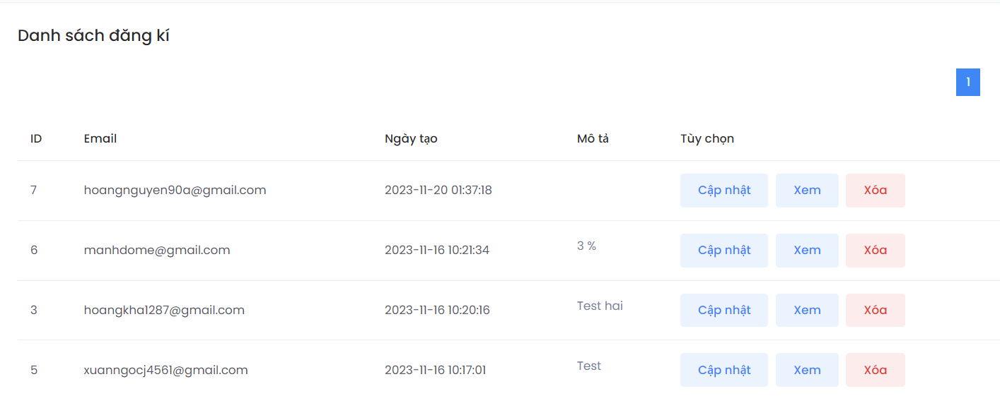 Danh sách đăng kí
1
ID Email Ngày tạo Mô tả Tùy chọn
7 hoangnguyen90a@gmail.com 2023-11-20 01:37:18 Cập nhật Xem Xóa
6 manhdome@gmail.com 2023-11-16 10:21:34 3 % Cập nhật Xem Xóa
3 hoangkha1287@gmail.com 2023-11-16 10:20:16 Test hai Cập nhật Xem Xóa
5 xuanngocj4561@gmail.com 2023-11-16 10:17:01 Test Cập nhật Xem Xóa